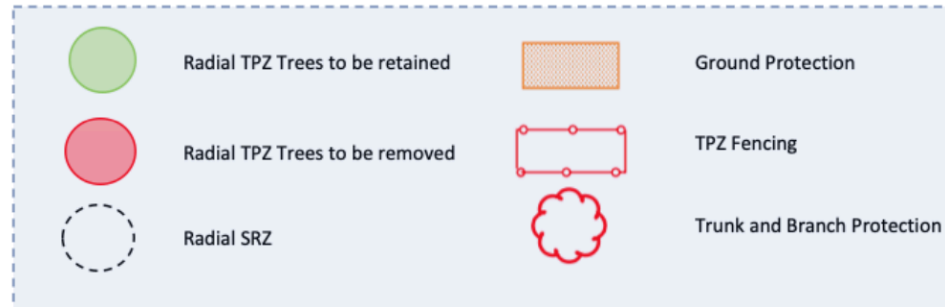 Radial TPZ Trees to be retained
Ground Protection
Radial TPZ Trees to be removed
TPZ Fencing
Radial SRZ
Trunk and Branch Protection